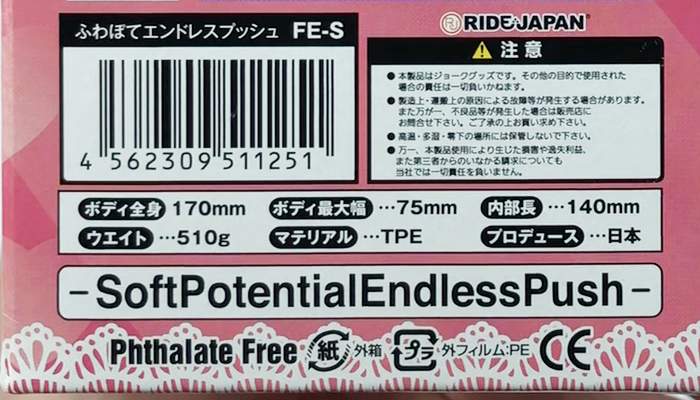 ふわぽてエンドレスプッシュ FE-S
4 562309 511251
RIDE JAPAN
注意
●本製品はジョークグッズです。その他の目的で使用された
場合の責任は一切負いかねます。
●製造上・運搬上の原因による故障等が発生する場合があります。
また万が一、不良品等が発生した場合は販売店に
お問合せ下さい。ご了承の上お買い求め下さい。
●高温・多湿・零下の場所には保管しないで下さい。
●万一、本製品使用により生じた損害や逸失利益、
また第三者からのいなかる請求についても
当社では一切責任を負いません。
ボディ全身 170mm ボディ最大幅 …75mm 内部長 …140mm
ウエイト …510g マテリアル …TPE プロデュース …日本
−SoftPotentialEndlessPush−
Phthalate Free 紙 外箱 プラ 外フィルム:PE CE